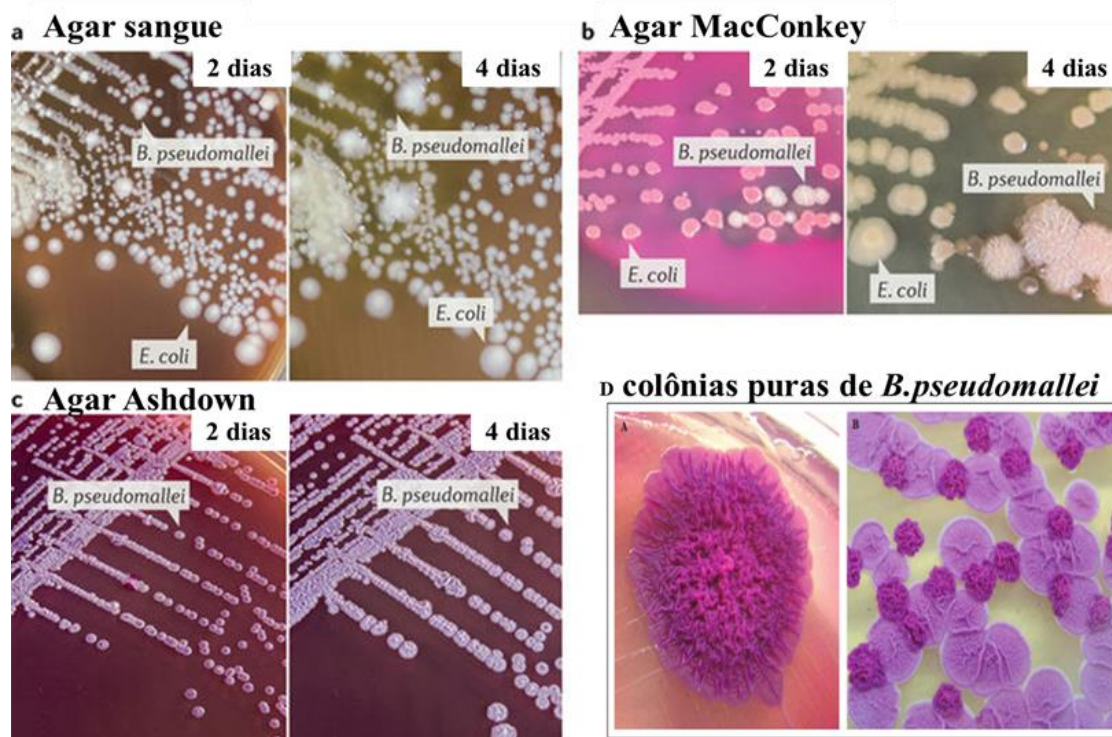 a Agar sangue
2 dias
4 dias
B. pseudomallei
B. pseudomallei
E. coli
E. coli
b Agar MacConkey
2 dias
4 dias
B. pseudomallei
B. pseudomallei
E. coli
E. coli
c Agar Ashdown
2 dias
4 dias
B. pseudomallei
B. pseudomallei
D colônias puras de B.pseudomallei
A
B